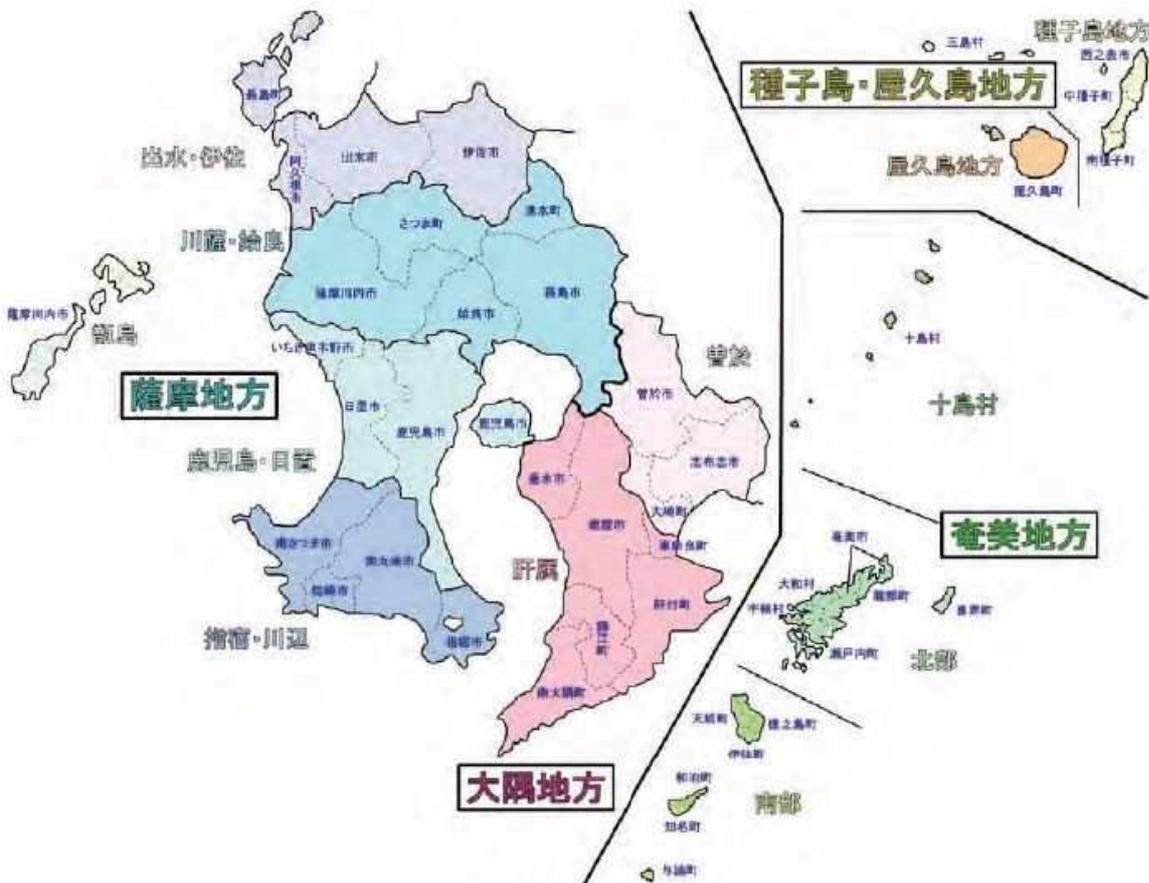 種子島地方
三島村
西之表市
種子島・屋久島地方
中種子町
長島町
出水・伊佐
出水市
伊佐市
阿久根市
南種子町
屋久島地方
屋久島町
湧水町
さつま町
川薩・姶良
薩摩川内市
姶良市
霧島市
薩摩川内市
甑島
十島村
いちき串木野市
曽於
薩摩地方
曽於市
十島村
日置市
鹿児島市
鹿児島市
鹿児島・日置
志布志市
垂水市
大崎町
鹿屋市
奄美地方
奄美市
南さつま市
南九州市
東串良町
肝属
大和村
龍郷町
喜界町
枕崎市
肝付町
宇検村
錦江町
指宿市
指宿・川辺
瀬戸内町
北部
南大隅町
天城町
徳之島町
伊仙町
大隅地方
和泊町
南部
知名町
与論町